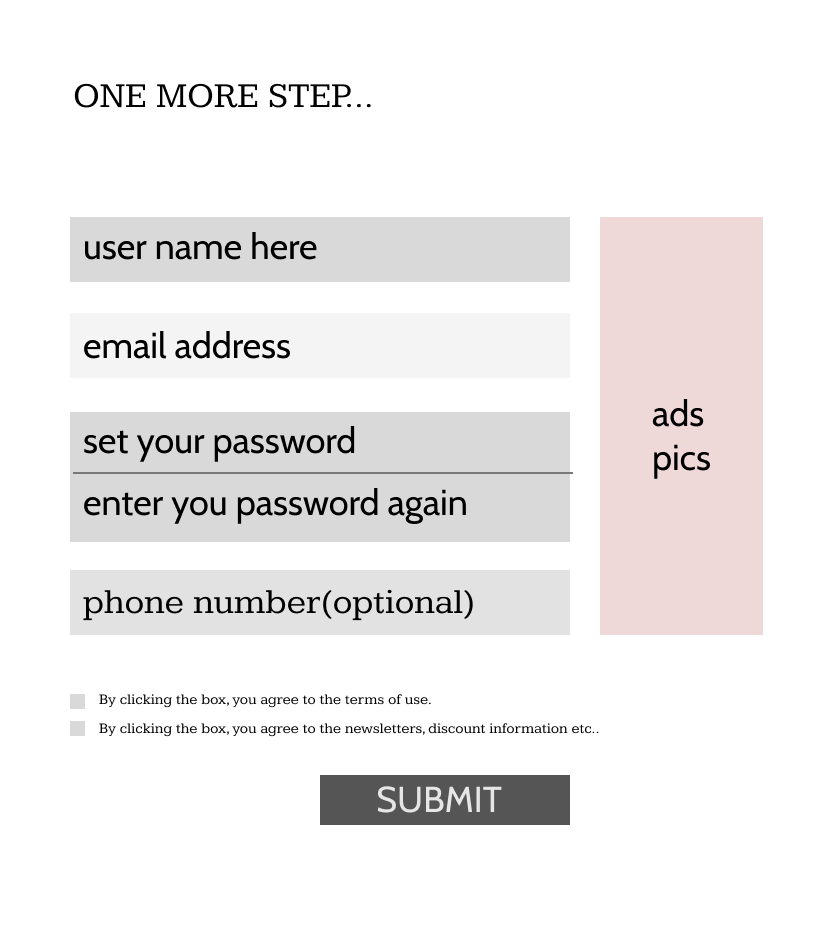 ONE MORE STEP...
user name here
email address
set your password
enter you password again
phone number(optional)
ads
pics
By clicking the box, you agree to the terms of use.
By clicking the box, you agree to the newsletters, discount information etc..
SUBMIT